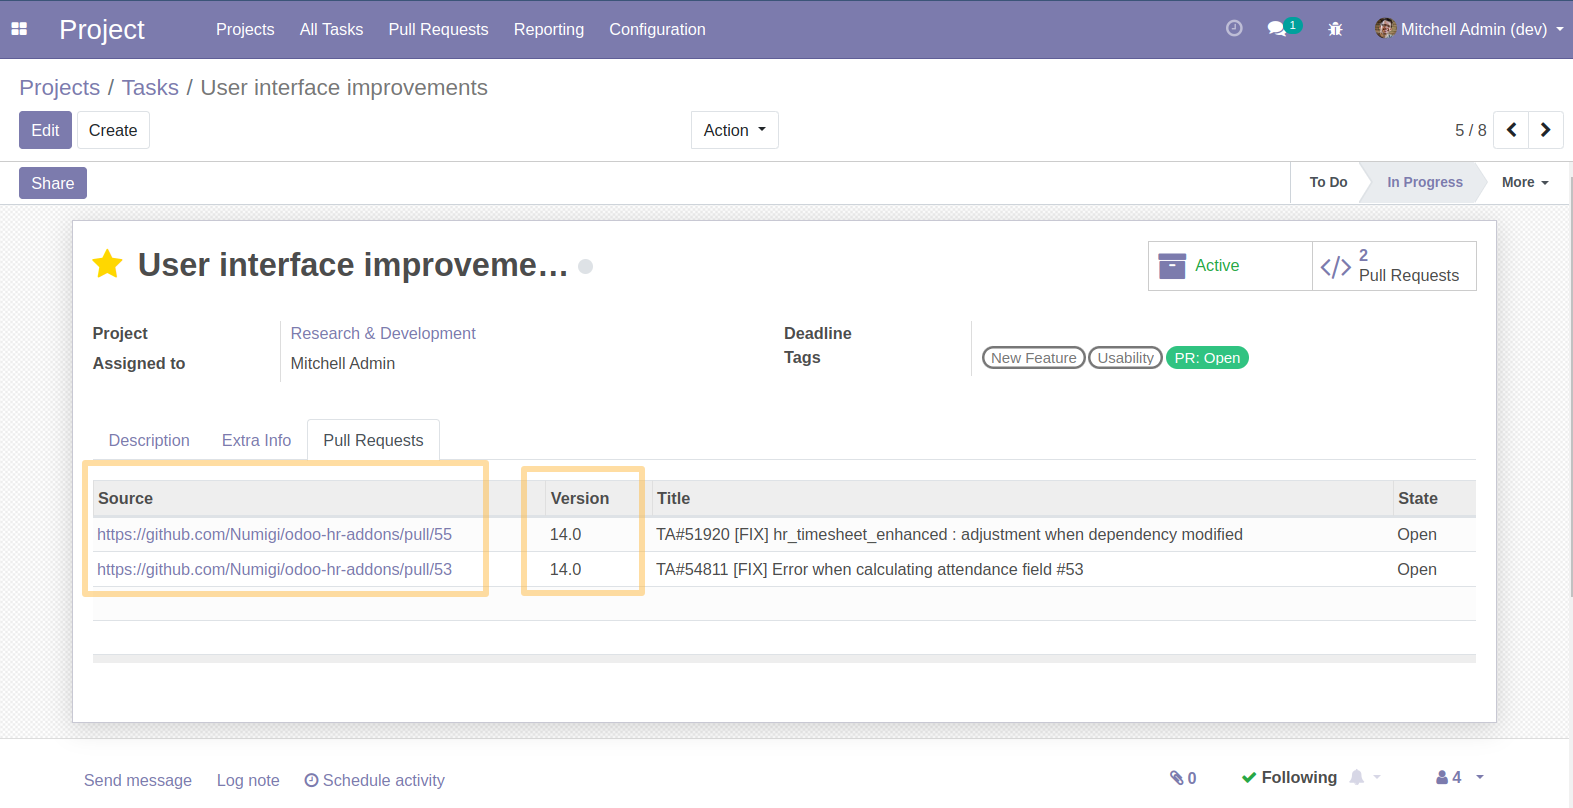 Project Projects All Tasks Pull Requests Reporting Configuration 1 Mitchell Admin (dev)
Projects / Tasks / User interface improvements
Edit Create Action 5 / 8
Share To Do In Progress More
User interface improveme... Active 2 Pull Requests
Project Research & Development Deadline
Assigned to Mitchell Admin Tags New Feature Usability PR: Open
Description Extra Info Pull Requests
Source Version Title State
https://github.com/Numigi/odoo-hr-addons/pull/55 14.0 TA#51920 [FIX] hr_timesheet_enhanced : adjustment when dependency modified Open
https://github.com/Numigi/odoo-hr-addons/pull/53 14.0 TA#54811 [FIX] Error when calculating attendance field #53 Open
Send message Log note Schedule activity 0 Following 4